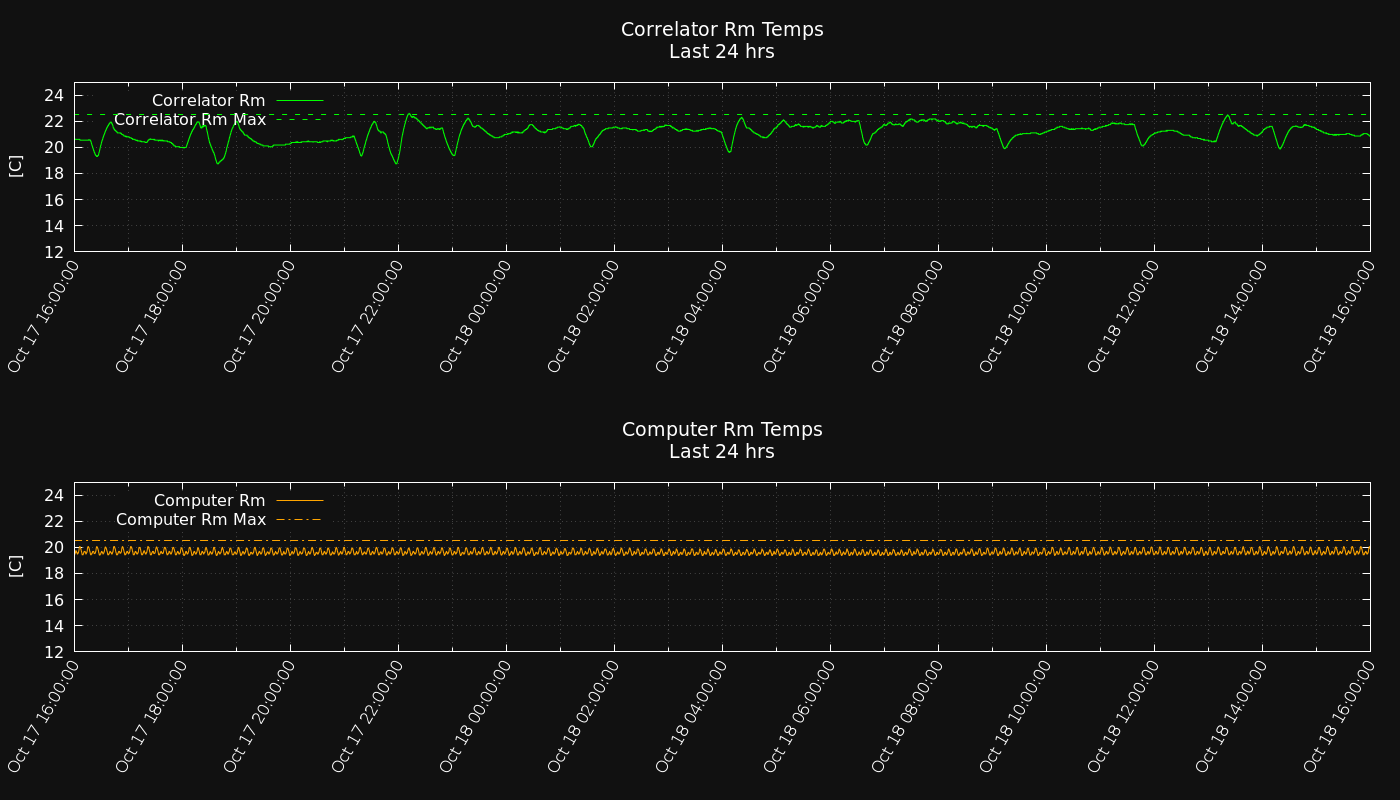 Correlator Rm Temps
Last 24 hrs
24
22
20
18
16
14
12
[C]
Correlator Rm
Correlator Rm Max
Oct 17 16:00:00
Oct 17 18:00:00
Oct 17 20:00:00
Oct 17 22:00:00
Oct 18 00:00:00
Oct 18 02:00:00
Oct 18 04:00:00
Oct 18 06:00:00
Oct 18 08:00:00
Oct 18 10:00:00
Oct 18 12:00:00
Oct 18 14:00:00
Oct 18 16:00:00
Computer Rm Temps
Last 24 hrs
24
22
20
18
16
14
12
[C]
Computer Rm
Computer Rm Max
Oct 17 16:00:00
Oct 17 18:00:00
Oct 17 20:00:00
Oct 17 22:00:00
Oct 18 00:00:00
Oct 18 02:00:00
Oct 18 04:00:00
Oct 18 06:00:00
Oct 18 08:00:00
Oct 18 10:00:00
Oct 18 12:00:00
Oct 18 14:00:00
Oct 18 16:00:00